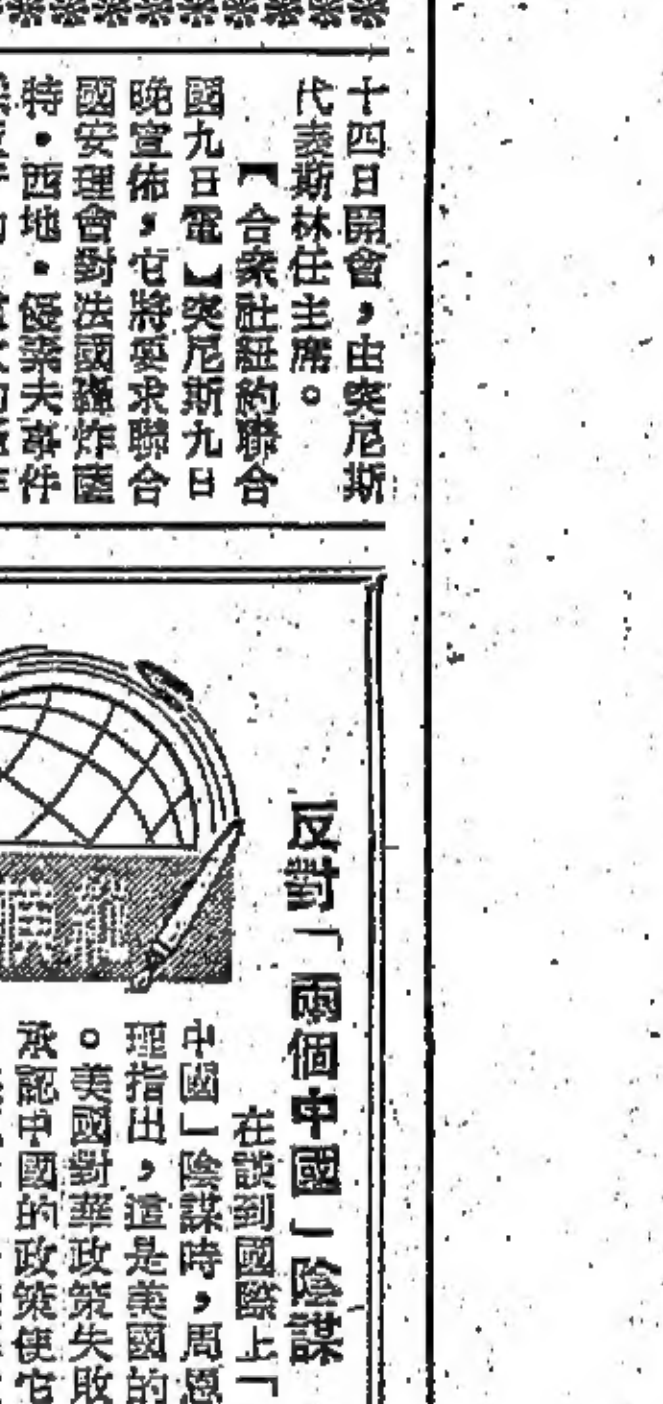 十四日開會，由突尼斯
代表斯林任主席。
【合衆社紐約聯合
國九日電】突尼斯九日
晚宣佈，它將要求聯合
國安理會對法國轟炸薩
特・西地・優素夫事件
縱橫
反對「兩個中國」陰謀
在談到國際上「
中國」陰謀時，周恩
理指出，這是美國的
。美國對華政策失敗
承認中國的政策使它